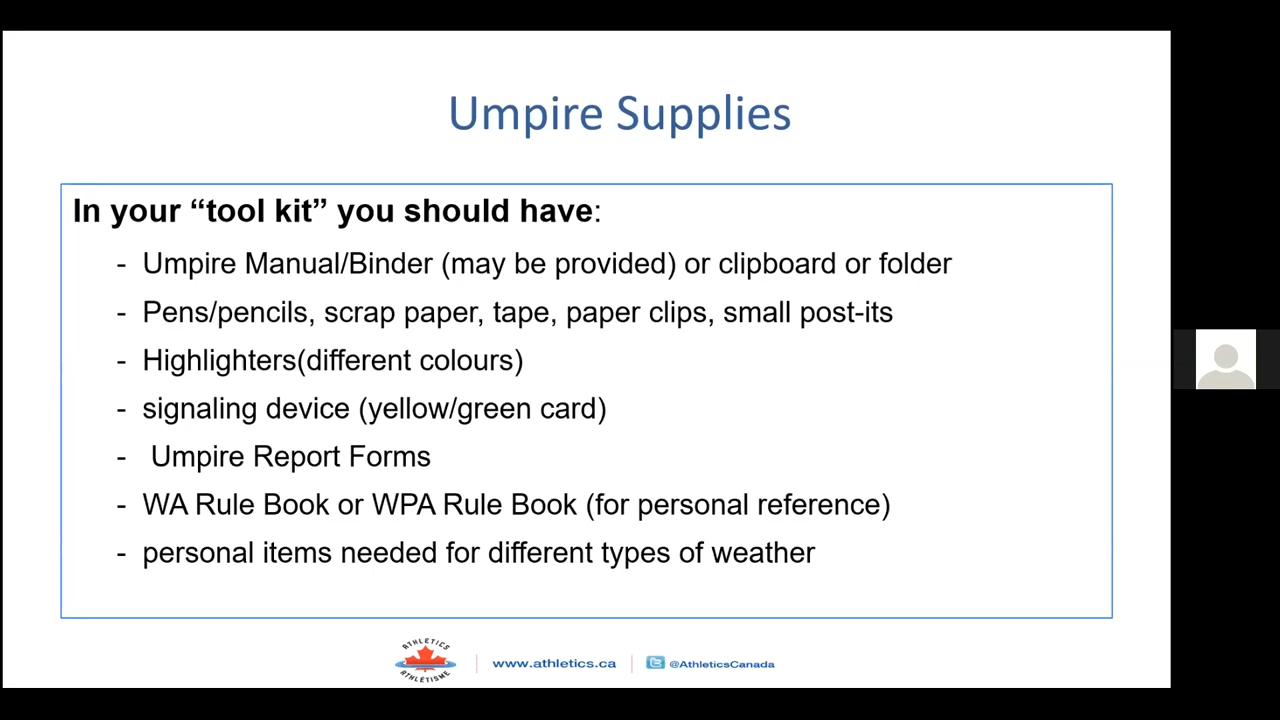 Umpire Supplies
In your “tool kit” you should have:
- Umpire Manual/Binder (may be provided) or clipboard or folder
- Pens/pencils, scrap paper, tape, paper clips, small post-its
- Highlighters(different colours)
- signaling device (yellow/green card)
- Umpire Report Forms
- WA Rule Book or WPA Rule Book (for personal reference)
- personal items needed for different types of weather
ATHLETICS
ATHLÉTISME
www.athletics.ca
@AthleticsCanada